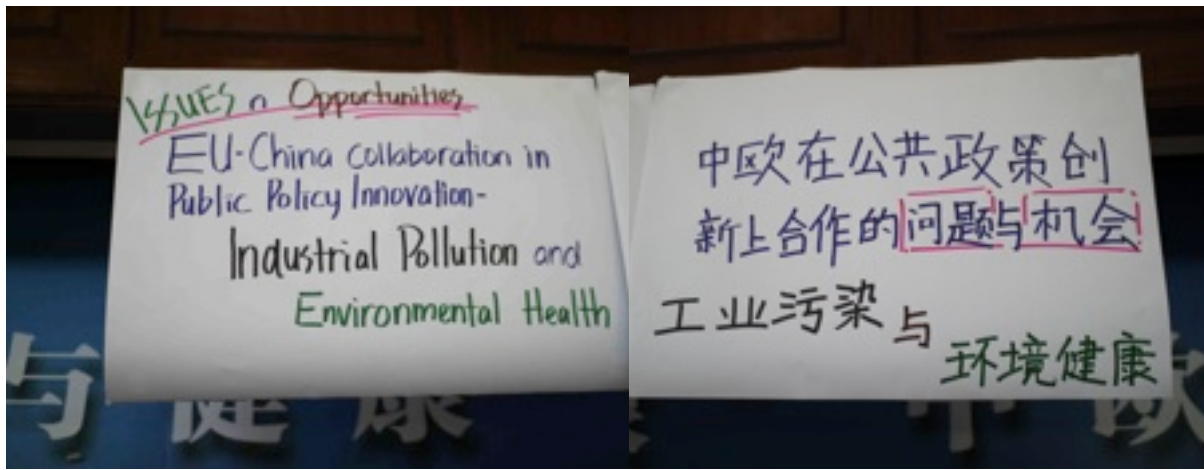 ISSUES n Opportunities
EU-China Collaboration in
Public Policy Innovation-
Industrial Pollution and
Environmental Health
中欧在公共政策创
新上合作的问题与机会
工业污染与
环境健康
与健康
中欧